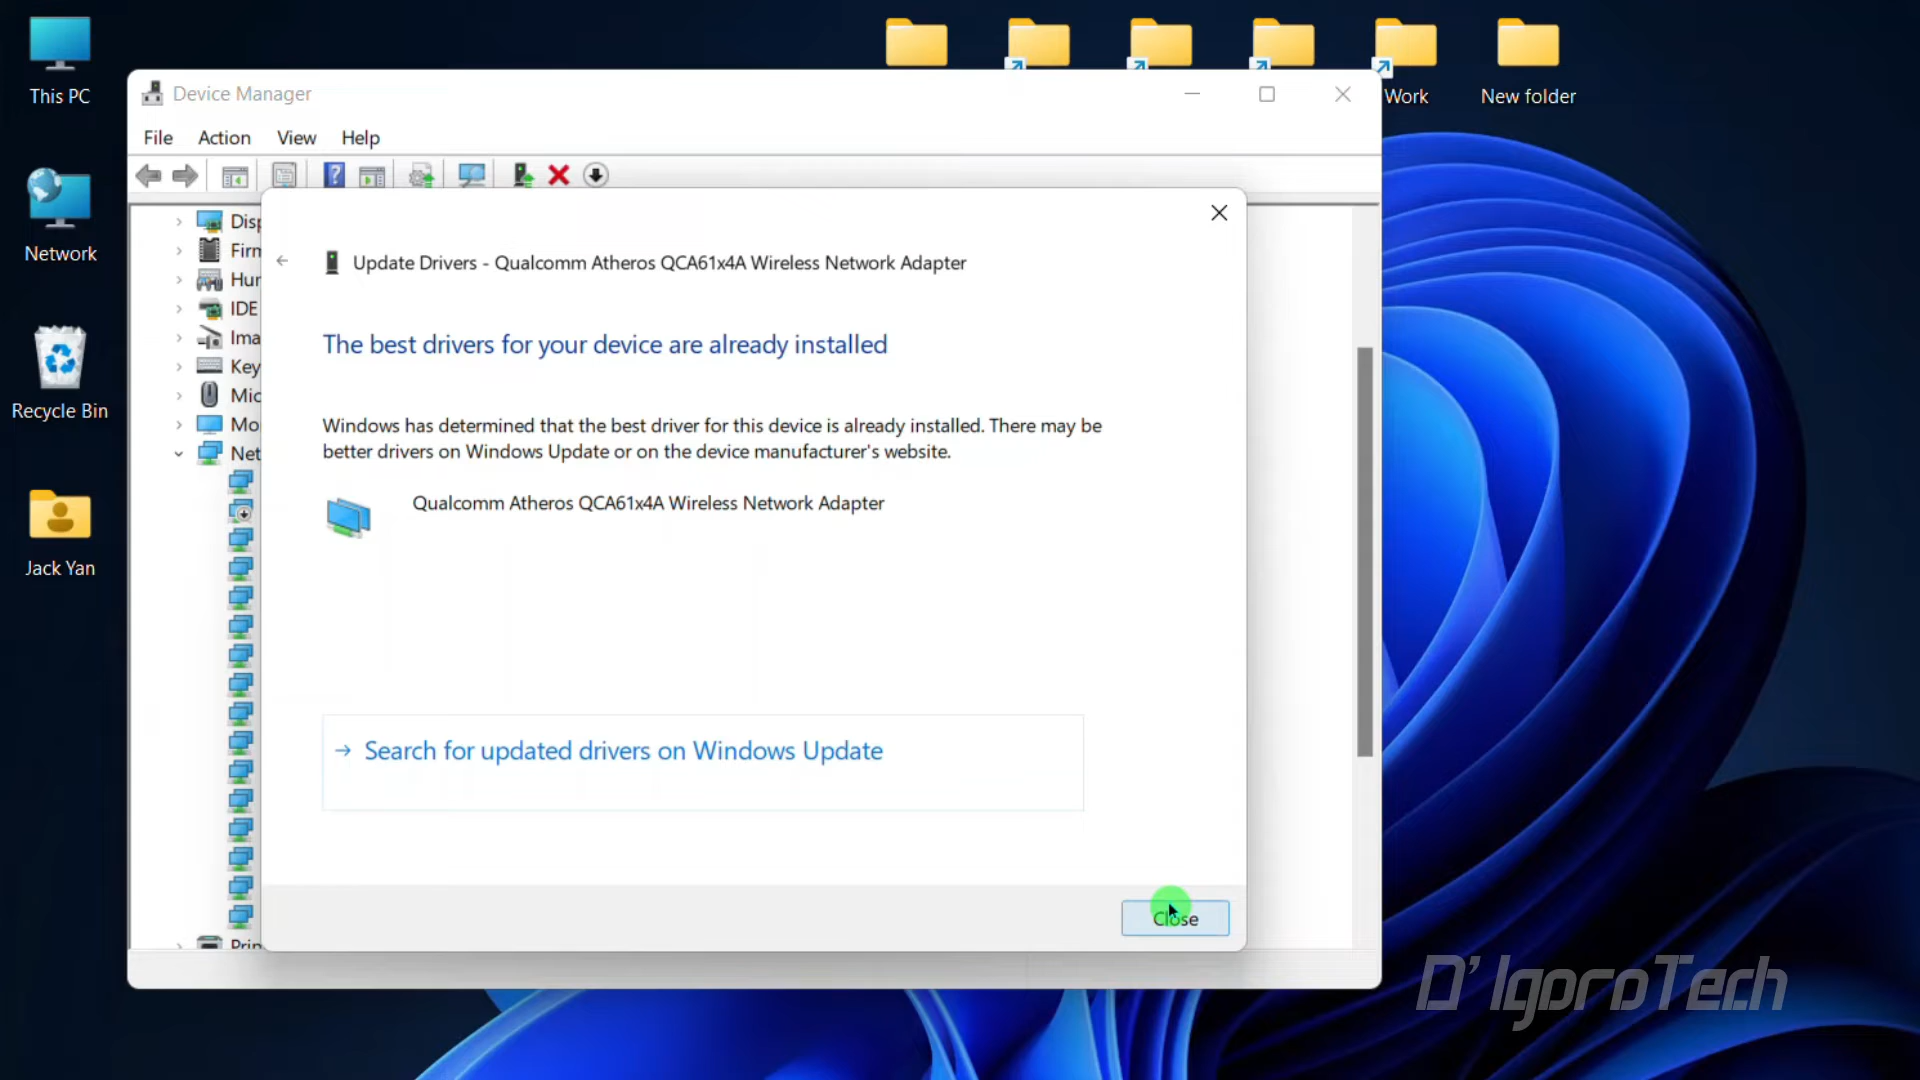 This PC
Network
Recycle Bin
Jack Yan
Work
New folder
Device Manager
File Action View Help
Disp
Firm
Hur
IDE
Ima
Key
Mic
Mo
Net
Prin
Update Drivers - Qualcomm Atheros QCA61x4A Wireless Network Adapter
The best drivers for your device are already installed
Windows has determined that the best driver for this device is already installed. There may be
better drivers on Windows Update or on the device manufacturer's website.
Qualcomm Atheros QCA61x4A Wireless Network Adapter
Search for updated drivers on Windows Update
Close
D' IgoroTech